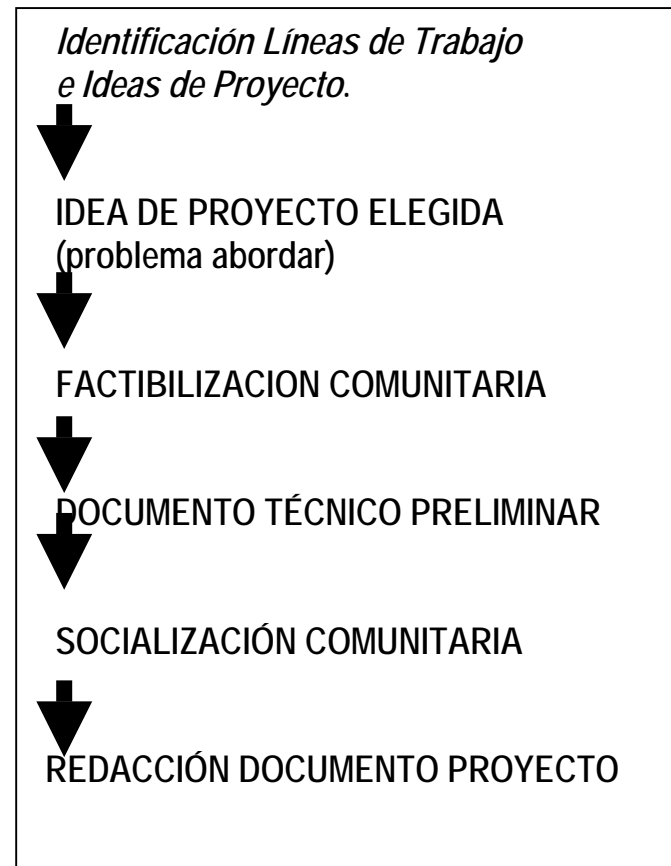 Identificación Líneas de Trabajo
e Ideas de Proyecto.
IDEA DE PROYECTO ELEGIDA
(problema abordar)
FACTIBILIZACION COMUNITARIA
DOCUMENTO TÉCNICO PRELIMINAR
SOCIALIZACIÓN COMUNITARIA
REDACCIÓN DOCUMENTO PROYECTO